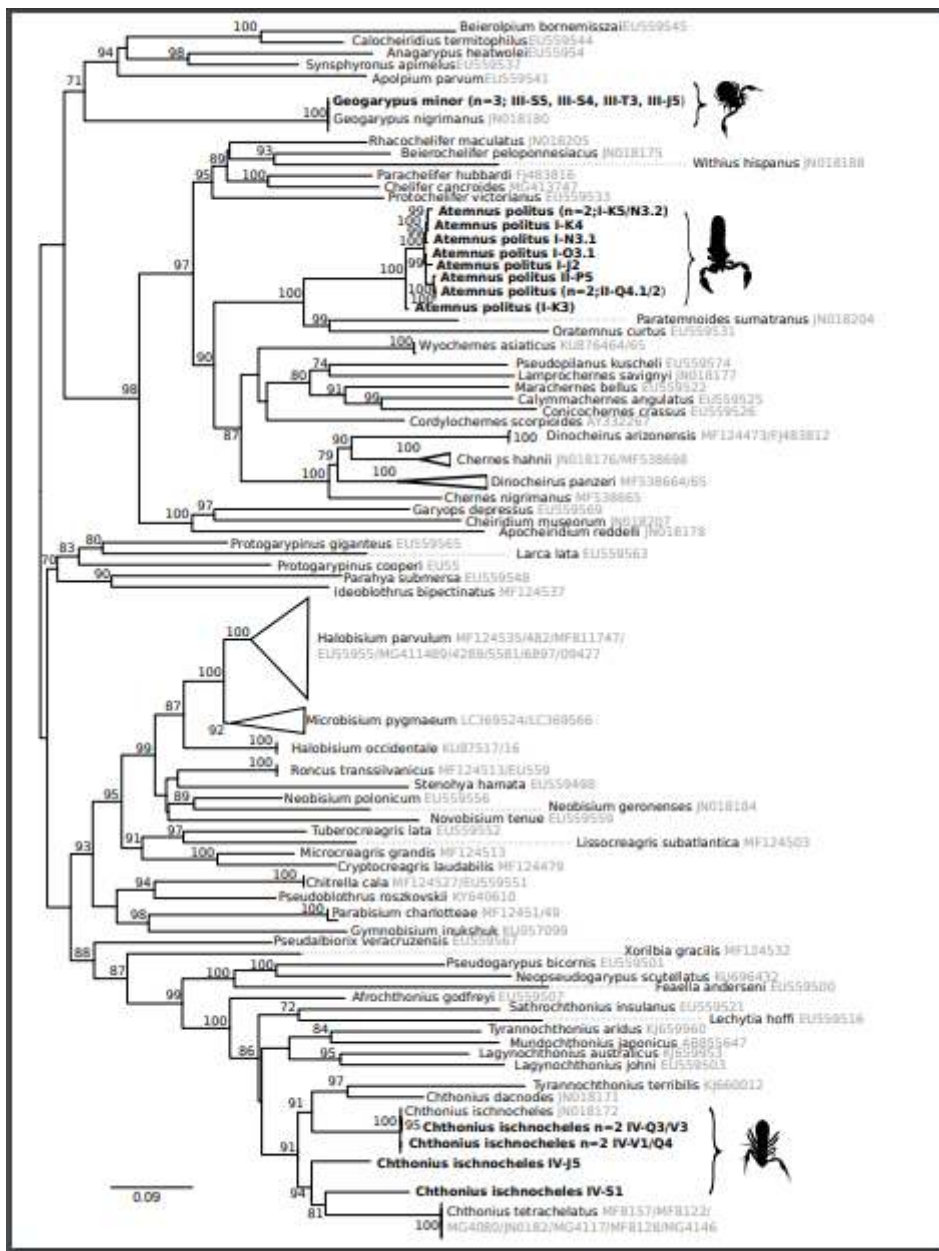 100 Beierolpium bornemisszai EU559545
Calocheiridius termitophilus EU559544
94 98 Anagarypus heatwolei EU55954
Synsphyronus apimelus EU559537
71 Apolpium parvum EU559541
Geogarypus minor (n=3; III-S5, III-S4, III-T3, III-J5)
100 Geogarypus nigrimanus JN018180
Rhacochelifer maculatus JN018205
93 Beierochelifer peloponnesiacus JN018175
89 Withius hispanus JN018188
Parachelifer hubbardi FJ483816
95 100 Chelifer cancroides MG413747
Protochelifer victorianus EU559533
99 Atemnus politus (n=2;I-K5/N3.2)
100 Atemnus politus I-K4
100 Atemnus politus I-N3.1
Atemnus politus I-O3.1
97 99 Atemnus politus I-J2
100 Atemnus politus II-P5
100 100 Atemnus politus (n=2;II-Q4.1/2)
100 Atemnus politus (I-K3)
99 Paratemnoides sumatranus JN018204
Oratemnus curtus EU559531
100 Wyochernes asiaticus KU876464/65
90 74 Pseudopilanus kuscheli EU559574
80 Lamprochernes savignyi JN018177
98 91 Marachernes bellus EU559522
99 Calymmachernes angulatus EU559525
Conicochernes crassus EU559526
Cordylochernes scorpioides AY332267
87 90 100 Dinocheirus arizonensis MF124473/FJ483812
79 100 Chernes hahnii JN018176/MF538698
100 100 Dinocheirus panzeri MF538664/65
Chernes nigrimanus MF538665
97 Garyops depressus EU559569
100 Cheiridium museorum JN018207
Apocheiridium reddelli JN018178
83 80 Protogarypinus giganteus EU559565
Larca lata EU559563
70 Protogarypinus cooperi EU55
90 Parahya submersa EU559548
Ideoblothrus bipectinatus MF124537
100 Halobisium parvulum MF124535/482/MF811747/
EU55955/MG411489/4288/5581/6897/09427
100
87 92 Microbisium pygmaeum LC369524/LC369566
99 100 Halobisium occidentale KU87517/16
100 Roncus transsilvanicus MF124513/EU559
Stenohya hamata EU559498
95 89 Neobisium polonicum EU559556
Neobisium geronenses JN018184
Novobisium tenue EU559559
97 Tuberocreagris lata EU559552
91 Lissocreagris subatlantica MF124503
93 100 Microcreagris grandis MF124513
Cryptocreagris laudabilis MF124479
94 100 Chitrella cala MF124527/EU559551
Pseudoblothrus roszkovskii KY640610
98 100 Parabisium charlotteae MF12451/49
Gymnobisium inukshuk KU957099
88 Pseudalbiorix veracruzensis EU559567
Xorilbia gracilis MF124532
87 100 Pseudogarypus bicornis EU559501
100 Neopseudogarypus scutellatus KU696432
99 Feaella anderseni EU559500
Afrochthonius godfreyi EU559507
72 Sathrochthonius insulanus EU559521
100 Lechytia hoffi EU559516
84 Tyrannochthonius aridus KJ659960
86 Mundochthonius japonicus AB855647
95 Lagynochthonius australicus KJ659953
Lagynochthonius johni EU559503
97 Tyrannochthonius terribilis KJ660012
91 Chthonius dacnodes JN018171
Chthonius ischnocheles JN018172
100 95 Chthonius ischnocheles n=2 IV-Q3/V3
Chthonius ischnocheles n=2 IV-V1/Q4
91 Chthonius ischnocheles IV-J5
94 Chthonius ischnocheles IV-S1
0.09 81 Chthonius tetrachelatus MF8157/MF8122/
100 MG4080/JN0182/MG4117/MF8128/MG4146